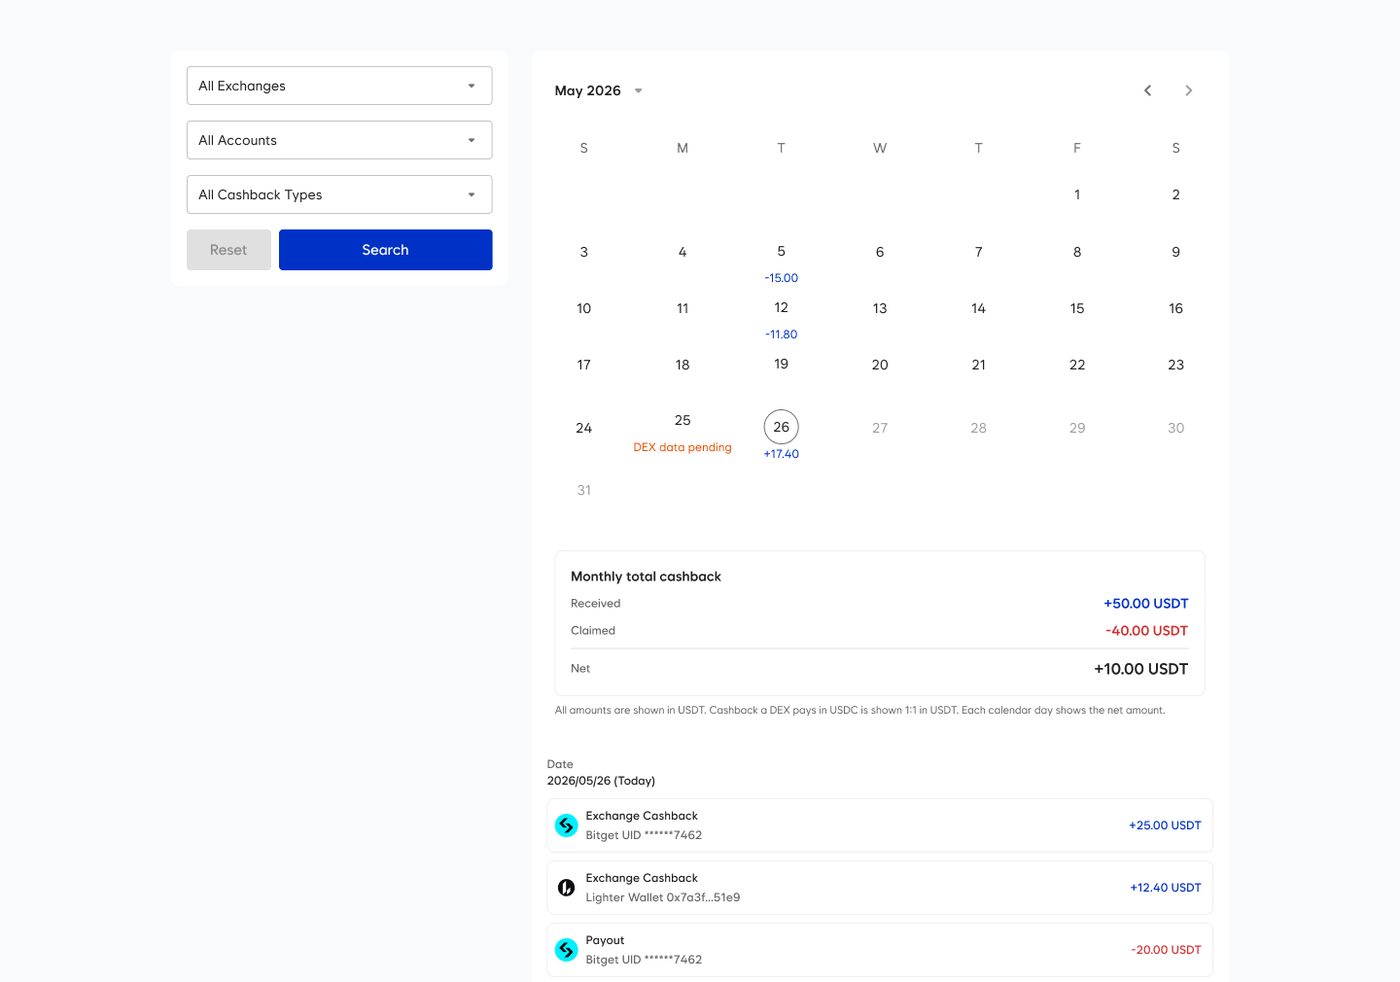 All Exchanges
All Accounts
All Cashback Types
Reset
Search
May 2026
S M T W T F S
1 2
3 4 5 6 7 8 9
-15.00
10 11 12 13 14 15 16
-11.80
17 18 19 20 21 22 23
24 25 26 27 28 29 30
DEX data pending
+17.40
31
Monthly total cashback
Received +50.00 USDT
Claimed -40.00 USDT
Net +10.00 USDT
All amounts are shown in USDT. Cashback a DEX pays in USDC is shown 1:1 in USDT. Each calendar day shows the net amount.
Date
2026/05/26 (Today)
Exchange Cashback
Bitget UID ******7462
+25.00 USDT
Exchange Cashback
Lighter Wallet 0x7a3f...51e9
+12.40 USDT
Payout
Bitget UID ******7462
-20.00 USDT